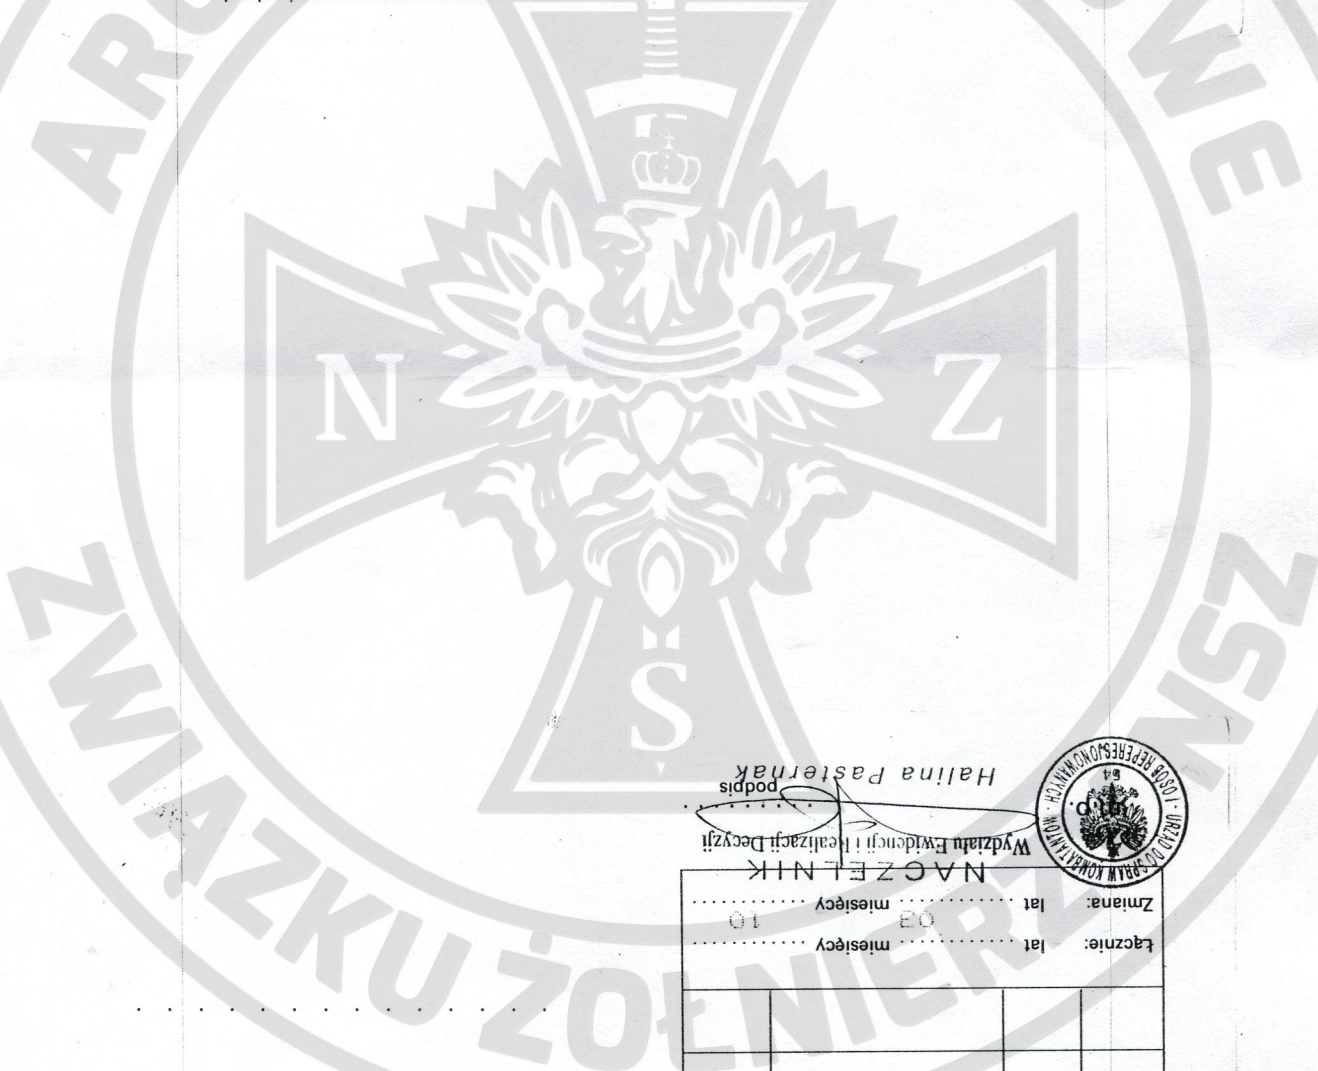 Łącznie: lat .............. miesięcy ............
03 10
Zmiana: lat .............. miesięcy ............
NACZELNIK
Wydziału Ewidencji i Realizacji Decyzji
podpis
Halina Pasternak
URZĄD DO SPRAW KOMBATANTÓW · I OSÓB REPRESJONOWANYCH ·
54
N
Z
S
ZWIĄZKU ŻOŁNIERZY NSZ